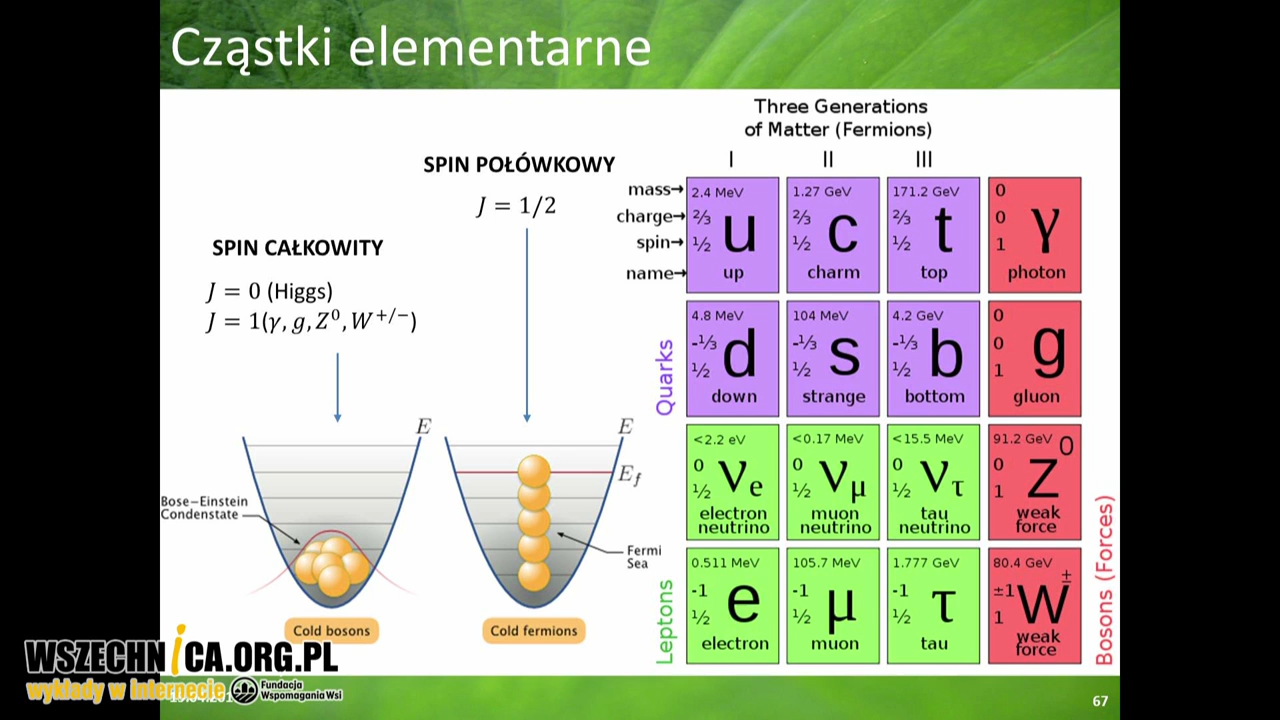 Cząstki elementarne
SPIN CAŁKOWITY
J = 0 (Higgs)
J = 1(γ, g, Z⁰, W⁺/⁻)
SPIN POŁÓWKOWY
J = 1/2
E
Bose–Einstein
Condenstate
Cold bosons
E
E_f
Fermi
Sea
Cold fermions
Three Generations
of Matter (Fermions)
I II III
mass→
charge→
spin→
name→
2.4 MeV
⅔
½
u
up
1.27 GeV
⅔
½
c
charm
171.2 GeV
⅔
½
t
top
0
0
1
γ
photon
Quarks
4.8 MeV
-⅓
½
d
down
104 MeV
-⅓
½
s
strange
4.2 GeV
-⅓
½
b
bottom
0
0
1
g
gluon
<2.2 eV
0
½
νe
electron
neutrino
<0.17 MeV
0
½
νμ
muon
neutrino
<15.5 MeV
0
½
ντ
tau
neutrino
91.2 GeV
0
1
Z⁰
weak
force
Leptons
0.511 MeV
-1
½
e
electron
105.7 MeV
-1
½
μ
muon
1.777 GeV
-1
½
τ
tau
80.4 GeV
±1
1
W±
weak
force
Bosons (Forces)
WSZECHNiCA.ORG.PL
wykłady w internecie
Fundacja
Wspomagania Wsi
67